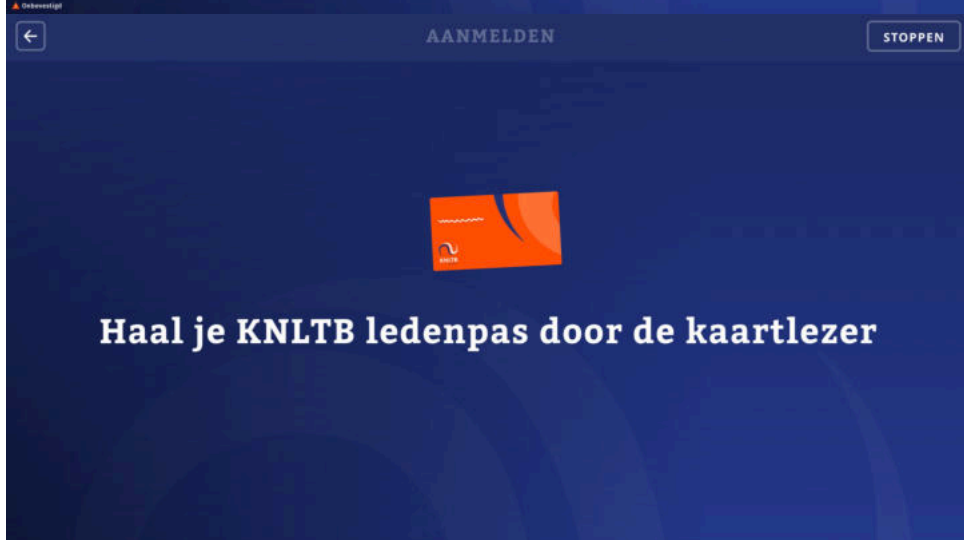 Onbevestigd
AANMELDEN
STOPPEN
KNLTB
Haal je KNLTB ledenpas door de kaartlezer